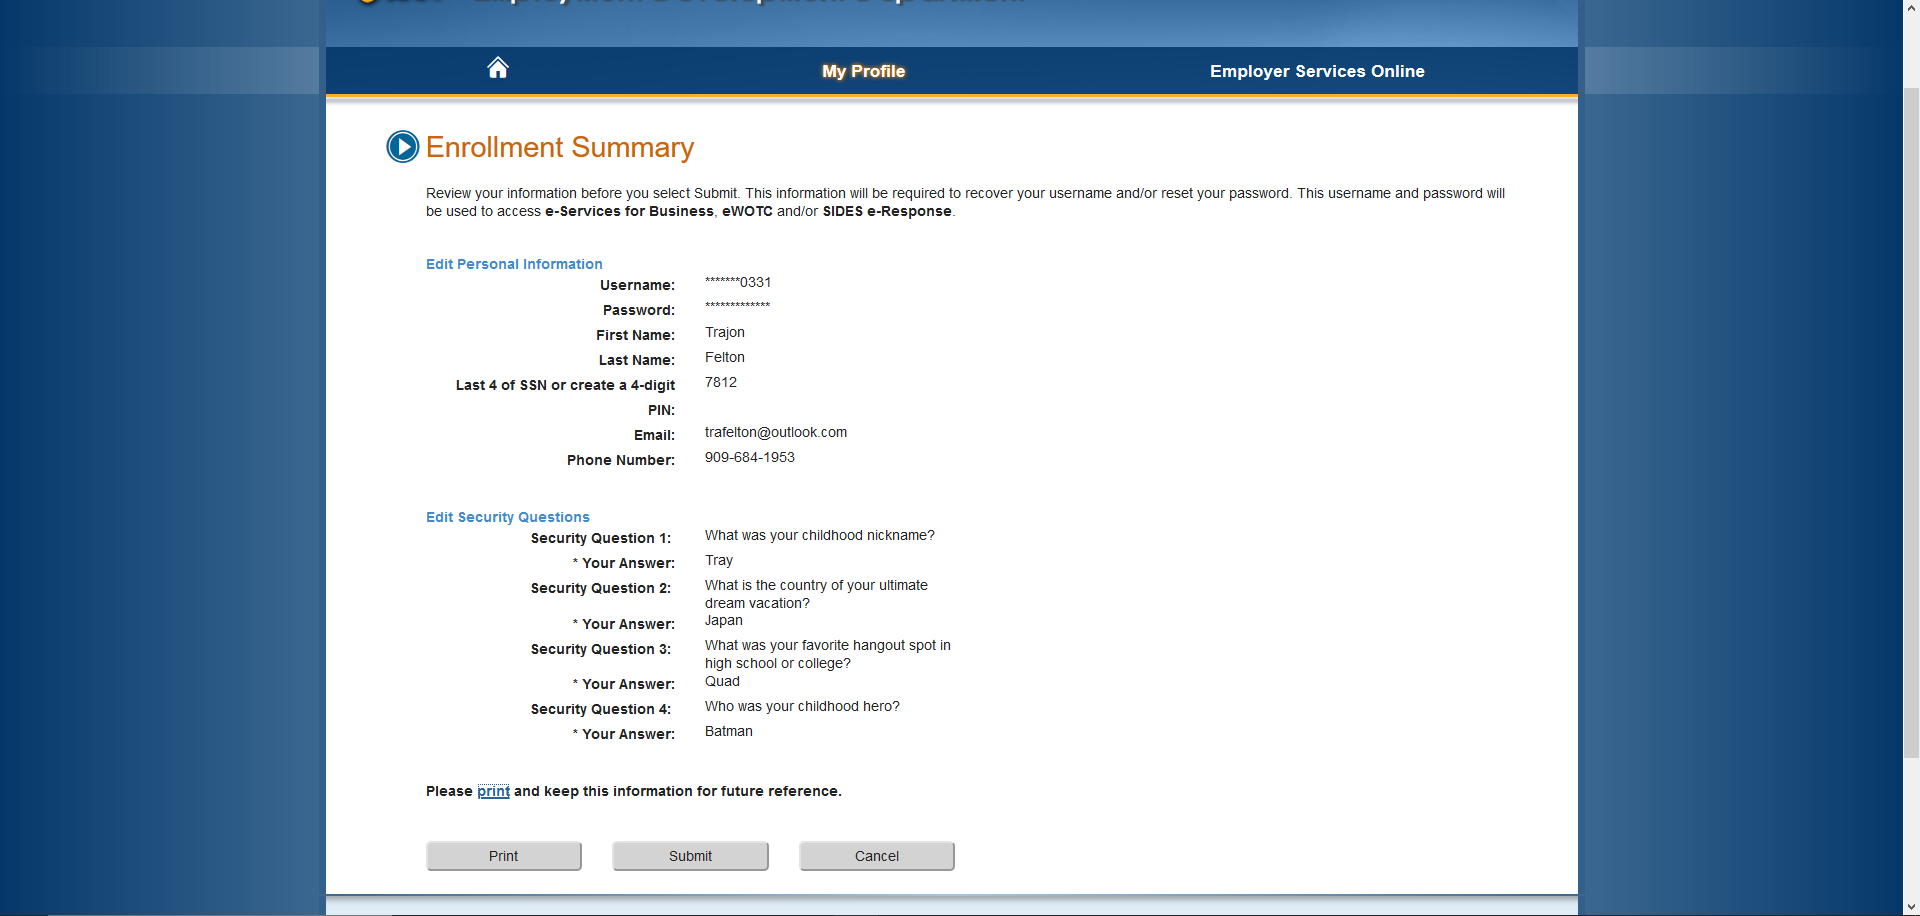 My Profile
Employer Services Online
Enrollment Summary
Review your information before you select Submit. This information will be required to recover your username and/or reset your password. This username and password will
be used to access e-Services for Business, eWOTC and/or SIDES e-Response.
Edit Personal Information
Username: *******0331
Password: *************
First Name: Trajon
Last Name: Felton
Last 4 of SSN or create a 4-digit 7812
PIN:
Email: trafelton@outlook.com
Phone Number: 909-684-1953
Edit Security Questions
Security Question 1: What was your childhood nickname?
* Your Answer: Tray
Security Question 2: What is the country of your ultimate
dream vacation?
* Your Answer: Japan
Security Question 3: What was your favorite hangout spot in
high school or college?
* Your Answer: Quad
Security Question 4: Who was your childhood hero?
* Your Answer: Batman
Please print and keep this information for future reference.
Print Submit Cancel